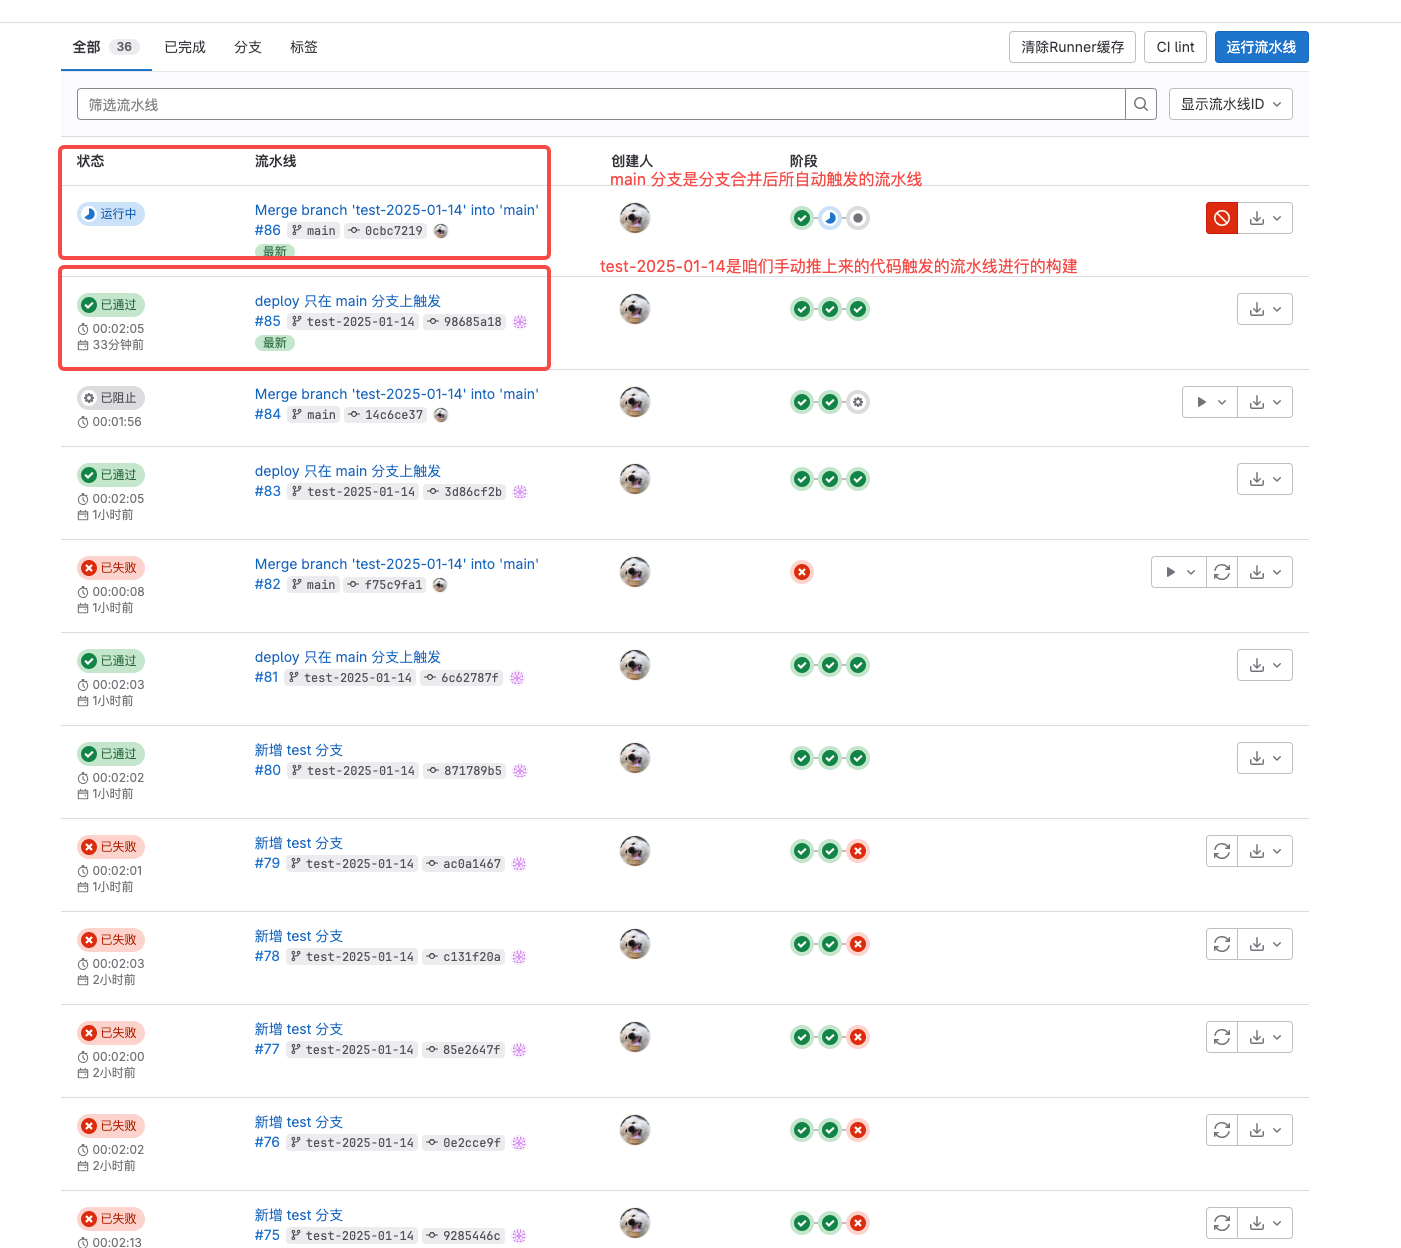 全部 36 已完成 分支 标签 清除Runner缓存 CI lint 运行流水线
筛选流水线 显示流水线ID
状态 流水线 创建人 阶段
main 分支是分支合并后所自动触发的流水线
运行中 Merge branch 'test-2025-01-14' into 'main'
#86 main 0cbc7219
最新
test-2025-01-14是咱们手动推上来的代码触发的流水线进行的构建
已通过 deploy 只在 main 分支上触发
00:02:05 #85 test-2025-01-14 98685a18
33分钟前 最新
已阻止 Merge branch 'test-2025-01-14' into 'main'
00:01:56 #84 main 14c6ce37
已通过 deploy 只在 main 分支上触发
00:02:05 #83 test-2025-01-14 3d86cf2b
1小时前
已失败 Merge branch 'test-2025-01-14' into 'main'
00:00:08 #82 main f75c9fa1
1小时前
已通过 deploy 只在 main 分支上触发
00:02:03 #81 test-2025-01-14 6c62787f
1小时前
已通过 新增 test 分支
00:02:02 #80 test-2025-01-14 871789b5
1小时前
已失败 新增 test 分支
00:02:01 #79 test-2025-01-14 ac0a1467
1小时前
已失败 新增 test 分支
00:02:03 #78 test-2025-01-14 c131f20a
2小时前
已失败 新增 test 分支
00:02:00 #77 test-2025-01-14 85e2647f
2小时前
已失败 新增 test 分支
00:02:02 #76 test-2025-01-14 0e2cce9f
2小时前
已失败 新增 test 分支
00:02:13 #75 test-2025-01-14 9285446c